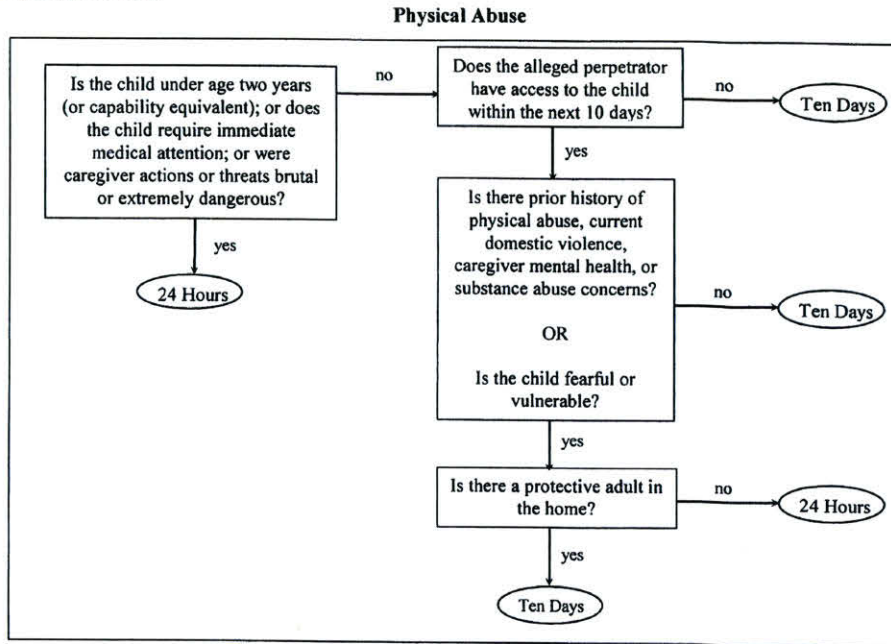 Physical Abuse
Is the child under age two years
(or capability equivalent); or does
the child require immediate
medical attention; or were
caregiver actions or threats brutal
or extremely dangerous?
no
Does the alleged perpetrator
have access to the child
within the next 10 days?
no
Ten Days
yes
24 Hours
yes
Is there prior history of
physical abuse, current
domestic violence,
caregiver mental health, or
substance abuse concerns?
OR
Is the child fearful or
vulnerable?
no
Ten Days
yes
Is there a protective adult in
the home?
no
24 Hours
yes
Ten Days